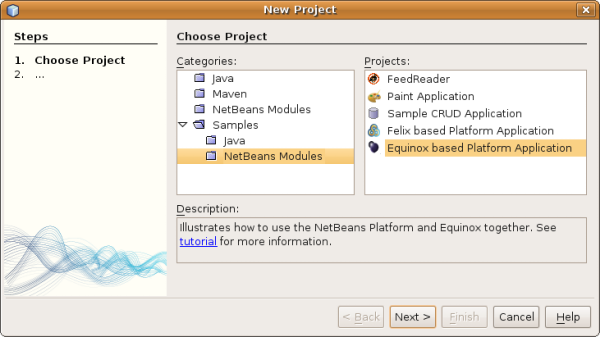 New Project
Steps
1. Choose Project
2. ...
Choose Project
Categories:
Java
Maven
NetBeans Modules
Samples
Java
NetBeans Modules
Projects:
FeedReader
Paint Application
Sample CRUD Application
Felix based Platform Application
Equinox based Platform Application
Description:
Illustrates how to use the NetBeans Platform and Equinox together. See
tutorial for more information.
< Back
Next >
Finish
Cancel
Help